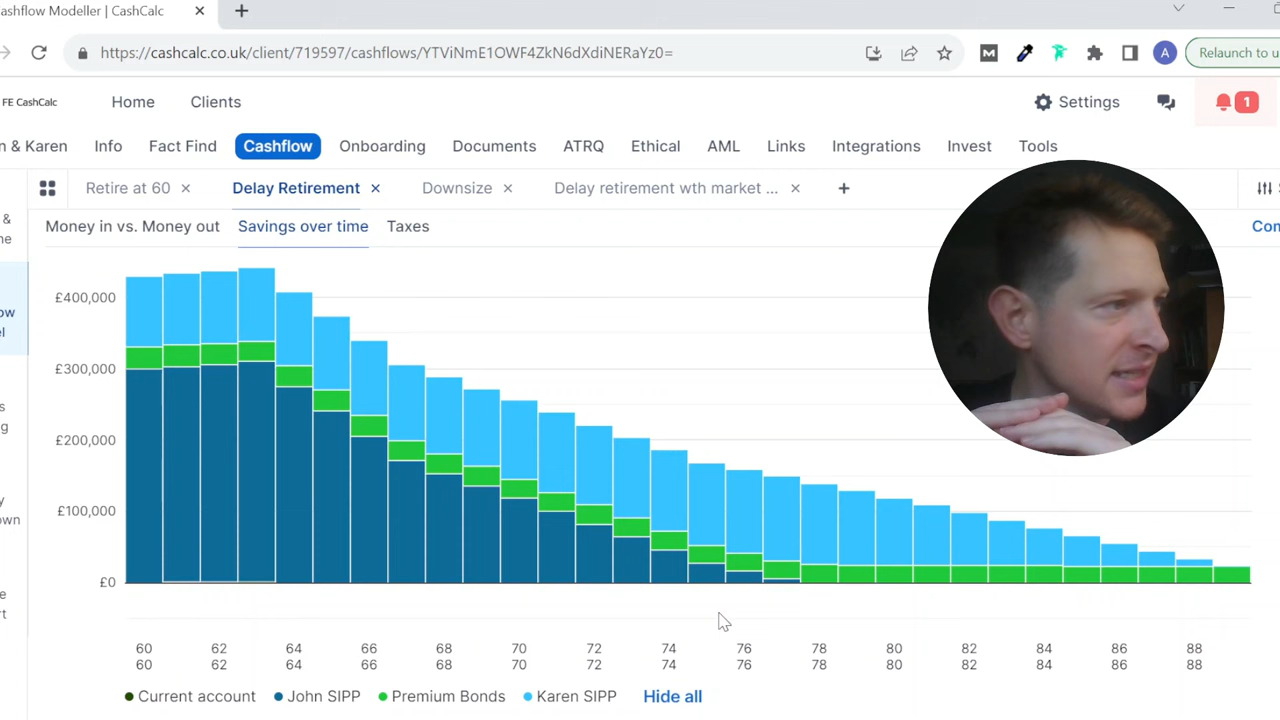 ashflow Modeller | CashCalc
https://cashcalc.co.uk/client/719597/cashflows/YTViNmE1OWF4ZkN6dXdiNERaYz0=
M
A
Relaunch to u
FE CashCalc
Home
Clients
Settings
1
n & Karen
Info
Fact Find
Cashflow
Onboarding
Documents
ATRQ
Ethical
AML
Links
Integrations
Invest
Tools
Retire at 60
Delay Retirement
Downsize
Delay retirement wth market ...
Money in vs. Money out
Savings over time
Taxes
Com
£400,000
£300,000
£200,000
£100,000
£0
60 62 64 66 68 70 72 74 76 78 80 82 84 86 88
60 62 64 66 68 70 72 74 76 78 80 82 84 86 88
Current account
John SIPP
Premium Bonds
Karen SIPP
Hide all